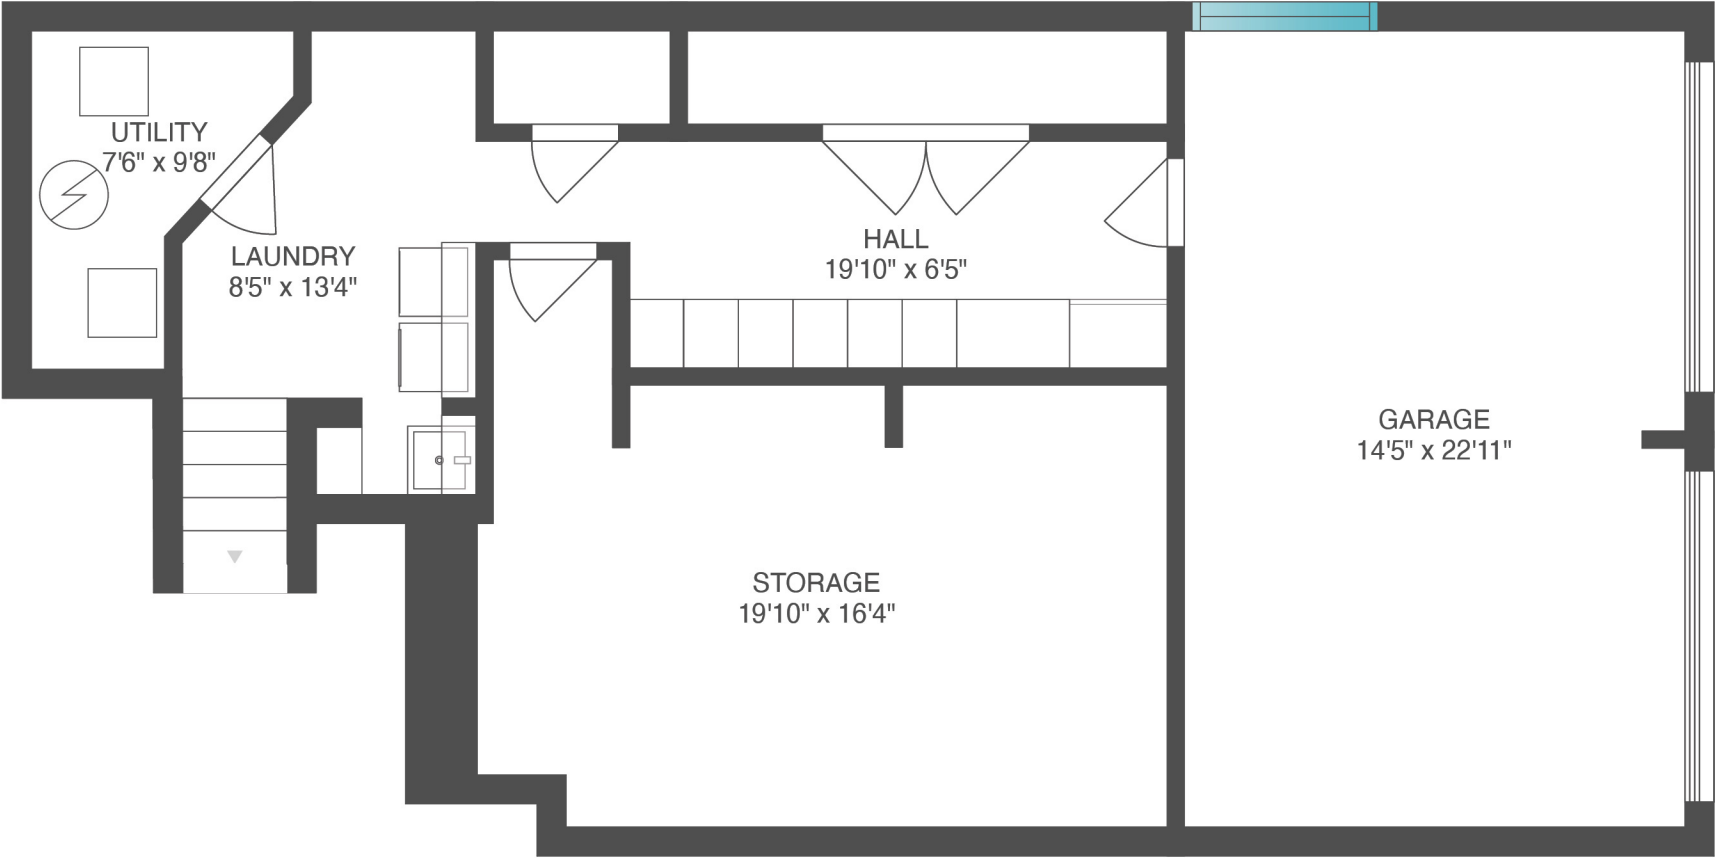 UTILITY
7'6" x 9'8"
LAUNDRY
8'5" x 13'4"
HALL
19'10" x 6'5"
GARAGE
14'5" x 22'11"
STORAGE
19'10" x 16'4"